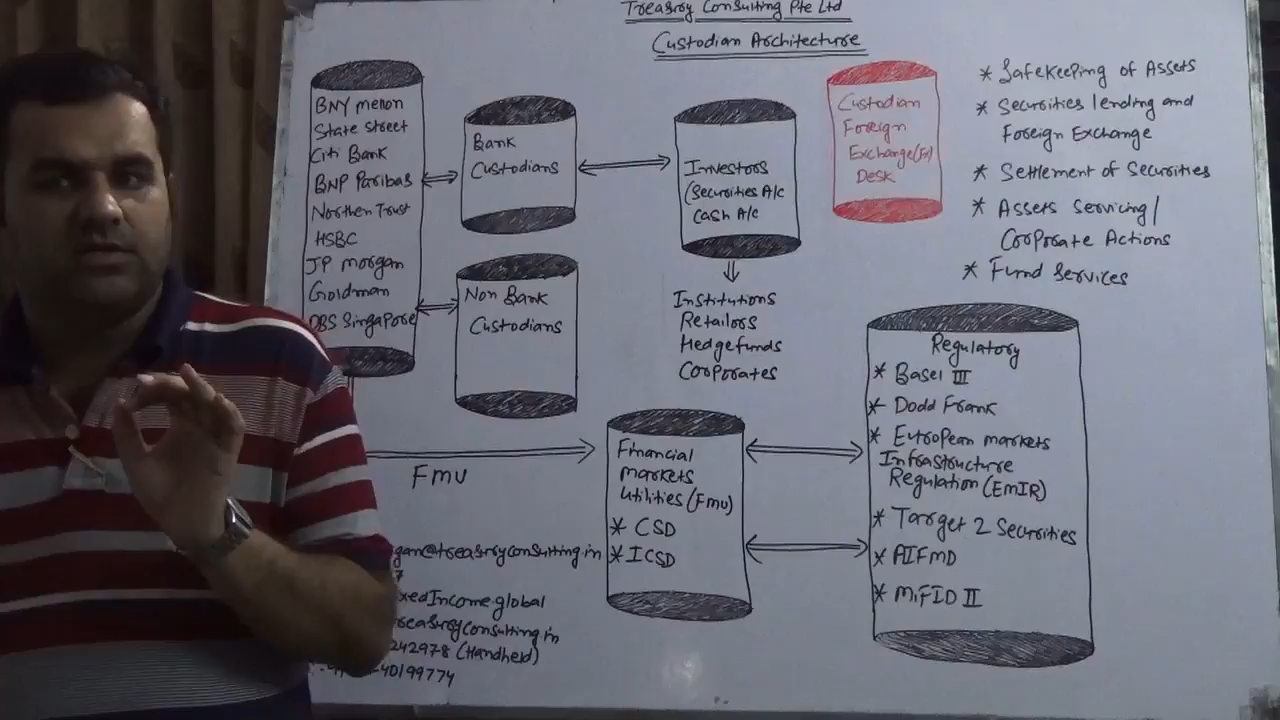 Treasury Consulting Pte Ltd
Custodian Architecture
BNY mellon
State Street
Citi Bank
BNP Paribas
Northern Trust
HSBC
JP morgan
Goldman
DBS Singapore
Bank
Custodians
Non Bank
Custodians
Investors
(Securities A/c
Cash A/c
Institutions
Retailors
Hedgefunds
Corporates
Custodian
Foreign
Exchange(Fx)
Desk
* Safekeeping of Assets
* Securities lending and
Foreign Exchange
* Settlement of Securities
* Assets Servicing/
Corporate Actions
* Fund Services
Fmu
Financial
markets
Utilities (Fmu)
* CSD
* ICSD
Regulatory
* Basel III
* Dodd Frank
* European markets
Infrastructure
Regulation (EMIR)
* Target 2 Securities
* AIFMD
* MiFID II
gan@treasuryconsulting.in
7
xedIncome.global
reasuryconsulting.in
242978 (Handheld)
40199774